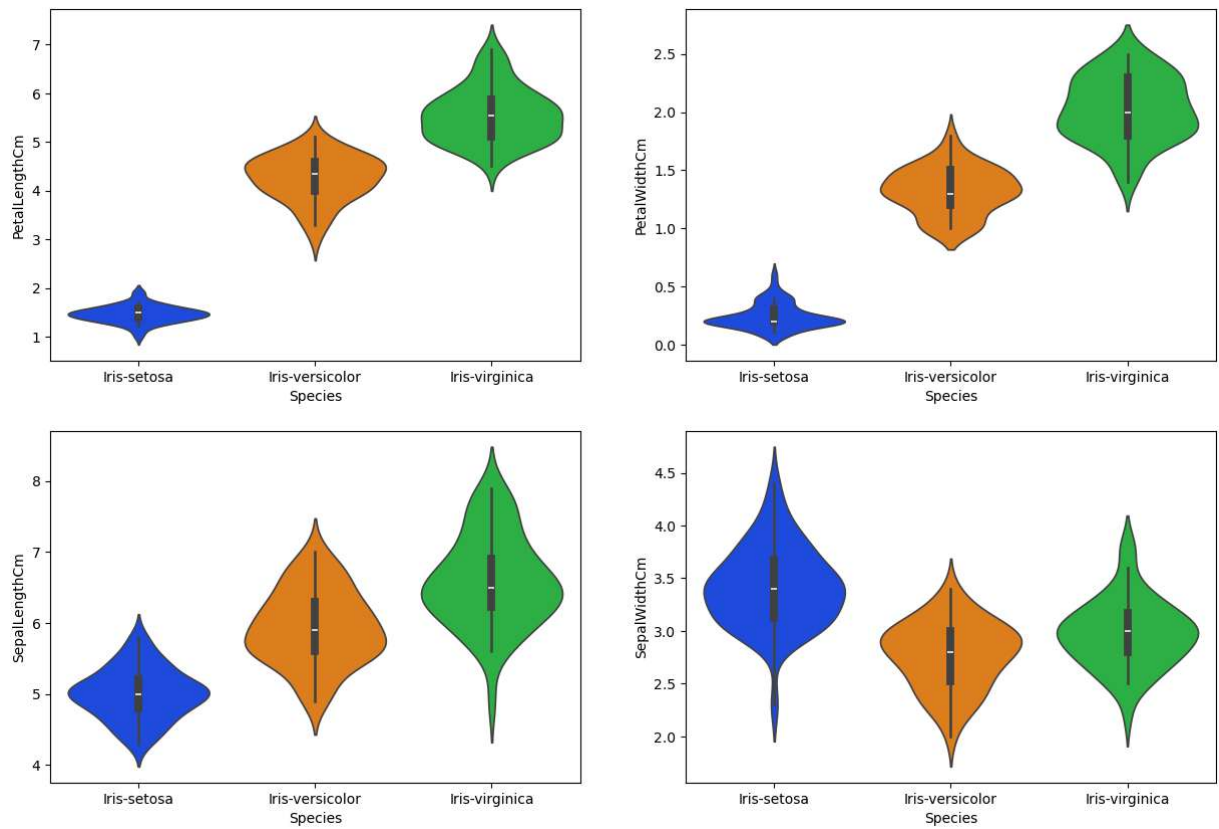 PetalLengthCm
7
6
5
4
3
2
1
Iris-setosa Iris-versicolor Iris-virginica
Species
PetalWidthCm
2.5
2.0
1.5
1.0
0.5
0.0
Iris-setosa Iris-versicolor Iris-virginica
Species
SepalLengthCm
8
7
6
5
4
Iris-setosa Iris-versicolor Iris-virginica
Species
SepalWidthCm
4.5
4.0
3.5
3.0
2.5
2.0
Iris-setosa Iris-versicolor Iris-virginica
Species